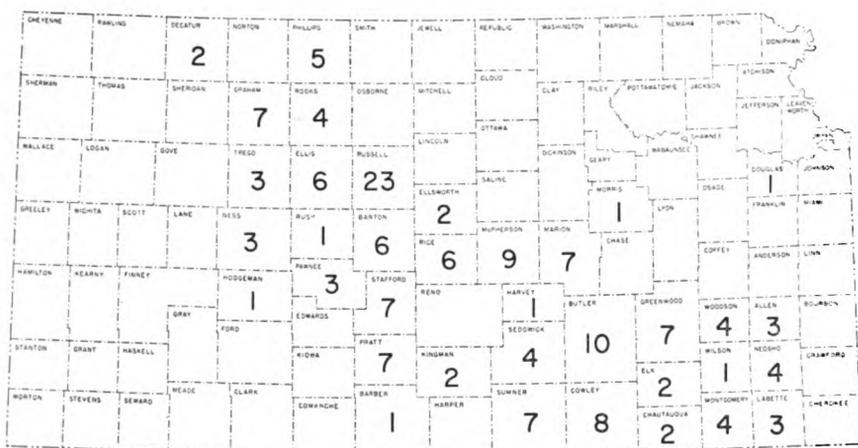 CHEYENNE RAWLINS DECATUR NORTON PHILLIPS SMITH JEWELL REPUBLIC WASHINGTON MARSHALL NEMAHA BROWN DONIPHAN
2 5
ATCHISON
SHERMAN THOMAS SHERIDAN GRAHAM ROOKS OSBORNE MITCHELL CLOUD CLAY RILEY POTTAWATOMIE JACKSON
7 4
JEFFERSON LEAVEN-
WORTH
WALLACE LOGAN GOVE TREGO ELLIS RUSSELL LINCOLN OTTAWA DICKINSON GEARY WABAUNSEE SHAWNEE
3 6 23
ELLSWORTH SALINE MORRIS OSAGE DOUGLAS JOHNSON
2 1 1
GREELEY WICHITA SCOTT LANE NESS RUSH BARTON LYON FRANKLIN MIAMI
3 1 6
RICE McPHERSON MARION CHASE
6 9 7
HAMILTON KEARNY FINNEY HODGEMAN PAWNEE STAFFORD COFFEY ANDERSON LINN
1 3 7
GRAY FORD EDWARDS RENO HARVEY BUTLER GREENWOOD WOODSON ALLEN BOURBON
1 10 7 4 3
STANTON GRANT HASKELL KIOWA PRATT KINGMAN SEDGWICK ELK WILSON NEOSHO CRAWFORD
7 2 4 2 1 4
MORTON STEVENS SEWARD MEADE CLARK COMANCHE BARBER HARPER SUMNER COWLEY CHAUTAUQUA MONTGOMERY LABETTE CHEROKEE
1 7 8 2 4 3